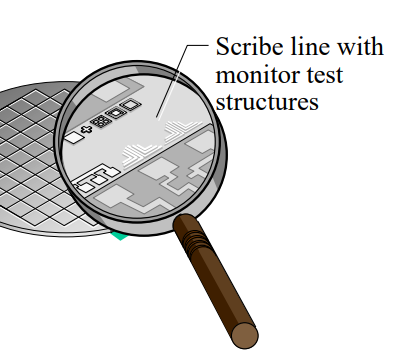 Scribe line with
monitor test
structures